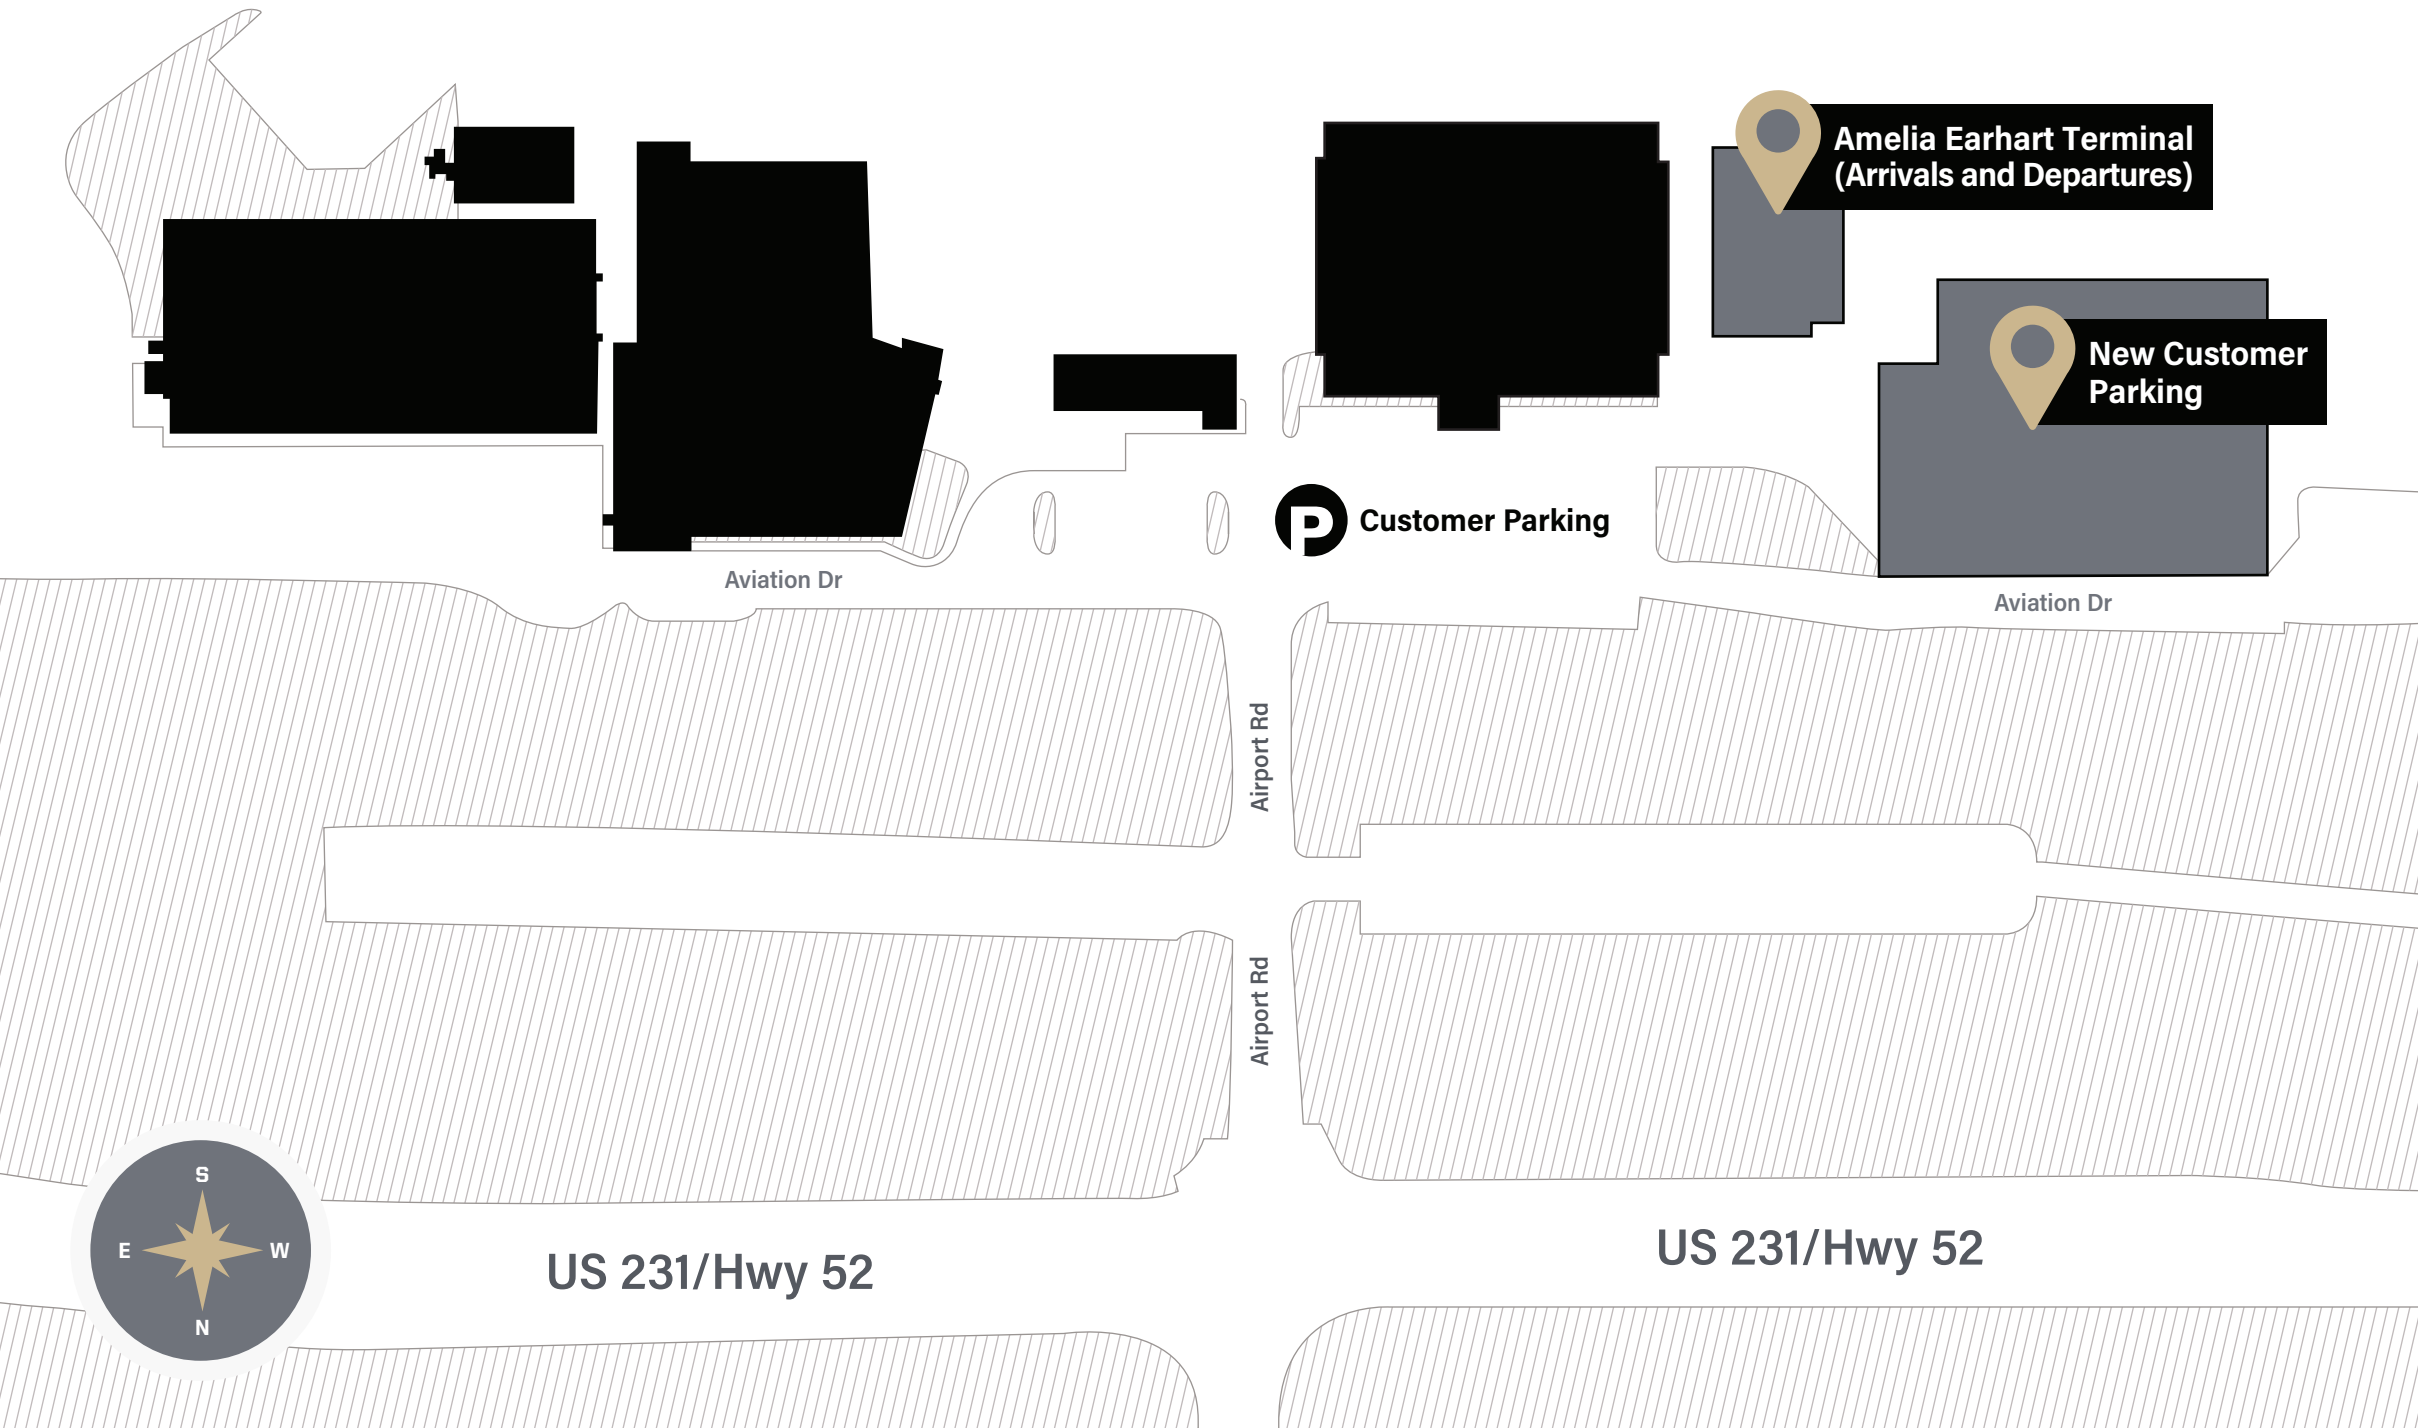 Amelia Earhart Terminal
(Arrivals and Departures)
New Customer
Parking
P
Customer Parking
Aviation Dr
Aviation Dr
Airport Rd
Airport Rd
S
E
W
N
US 231/Hwy 52
US 231/Hwy 52